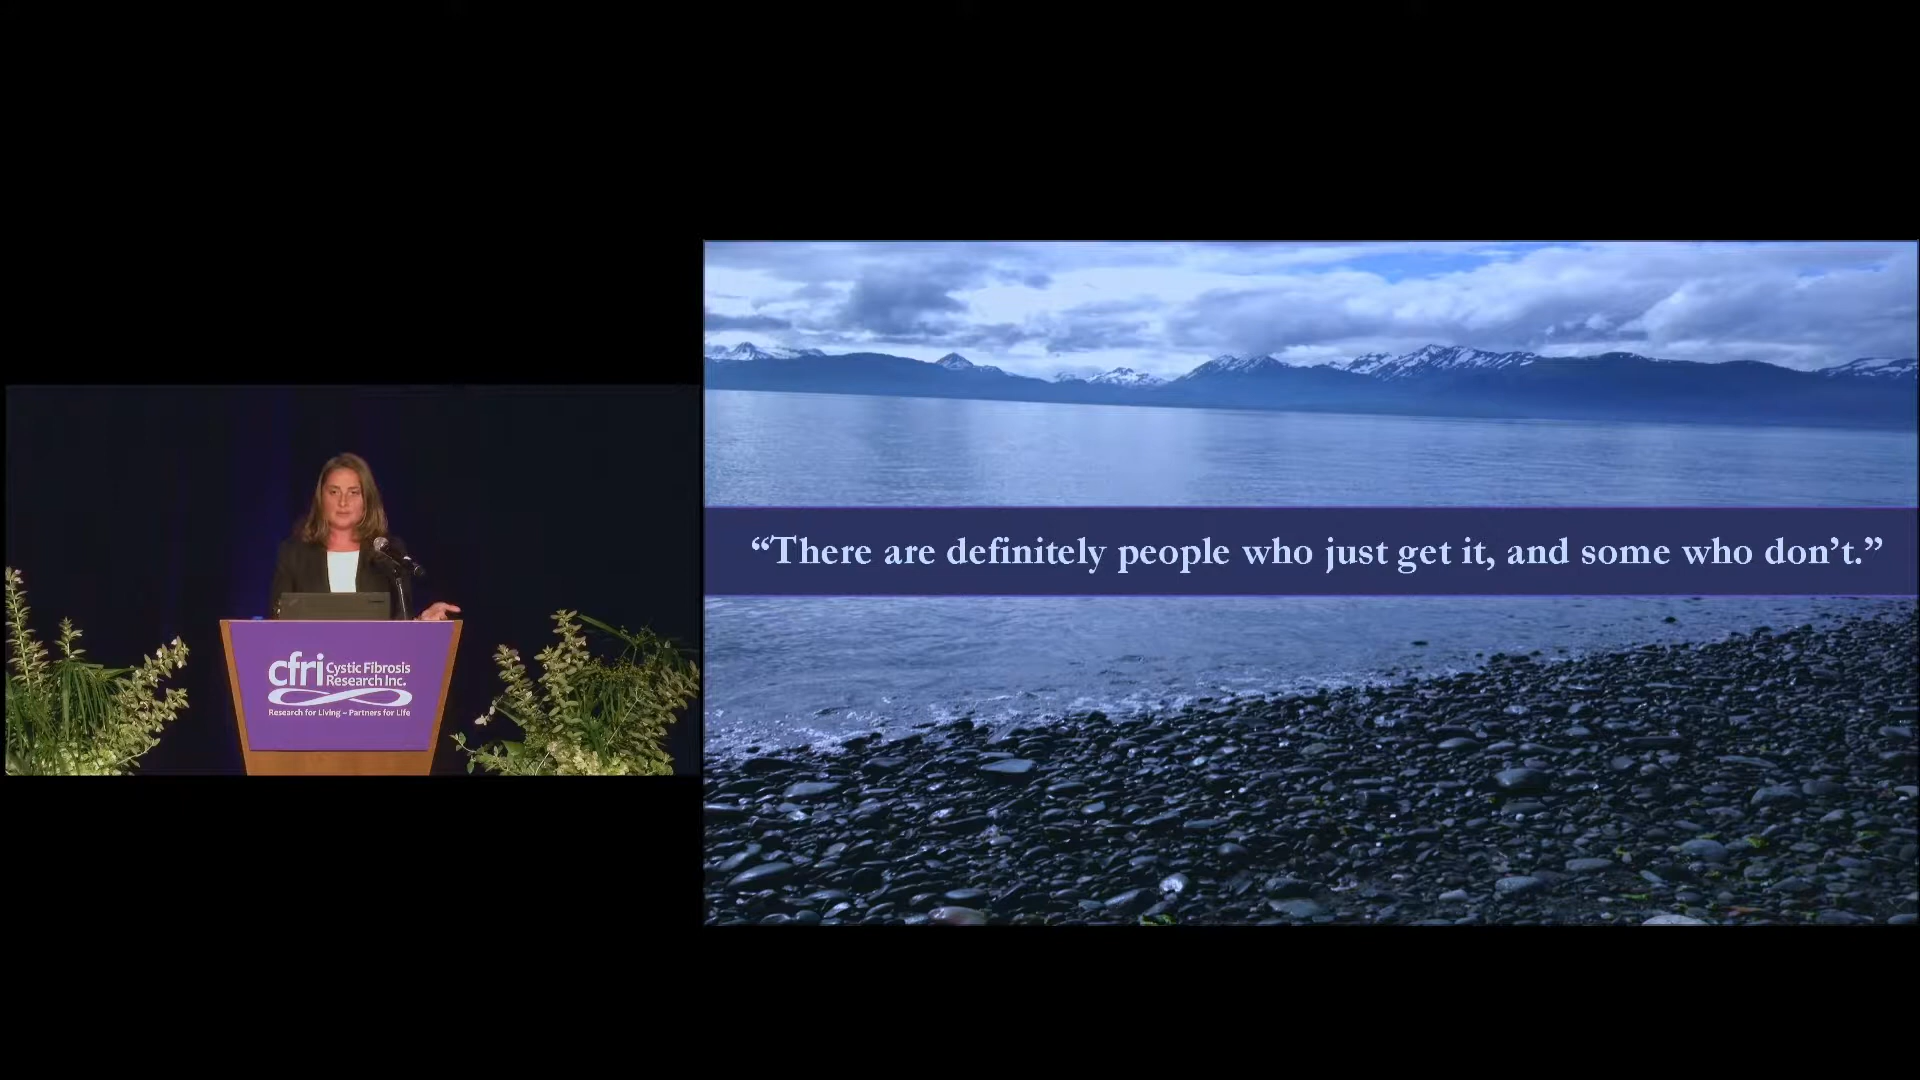 cfri Cystic Fibrosis
Research Inc.
Research for Living ~ Partners for Life
“There are definitely people who just get it, and some who don’t.”